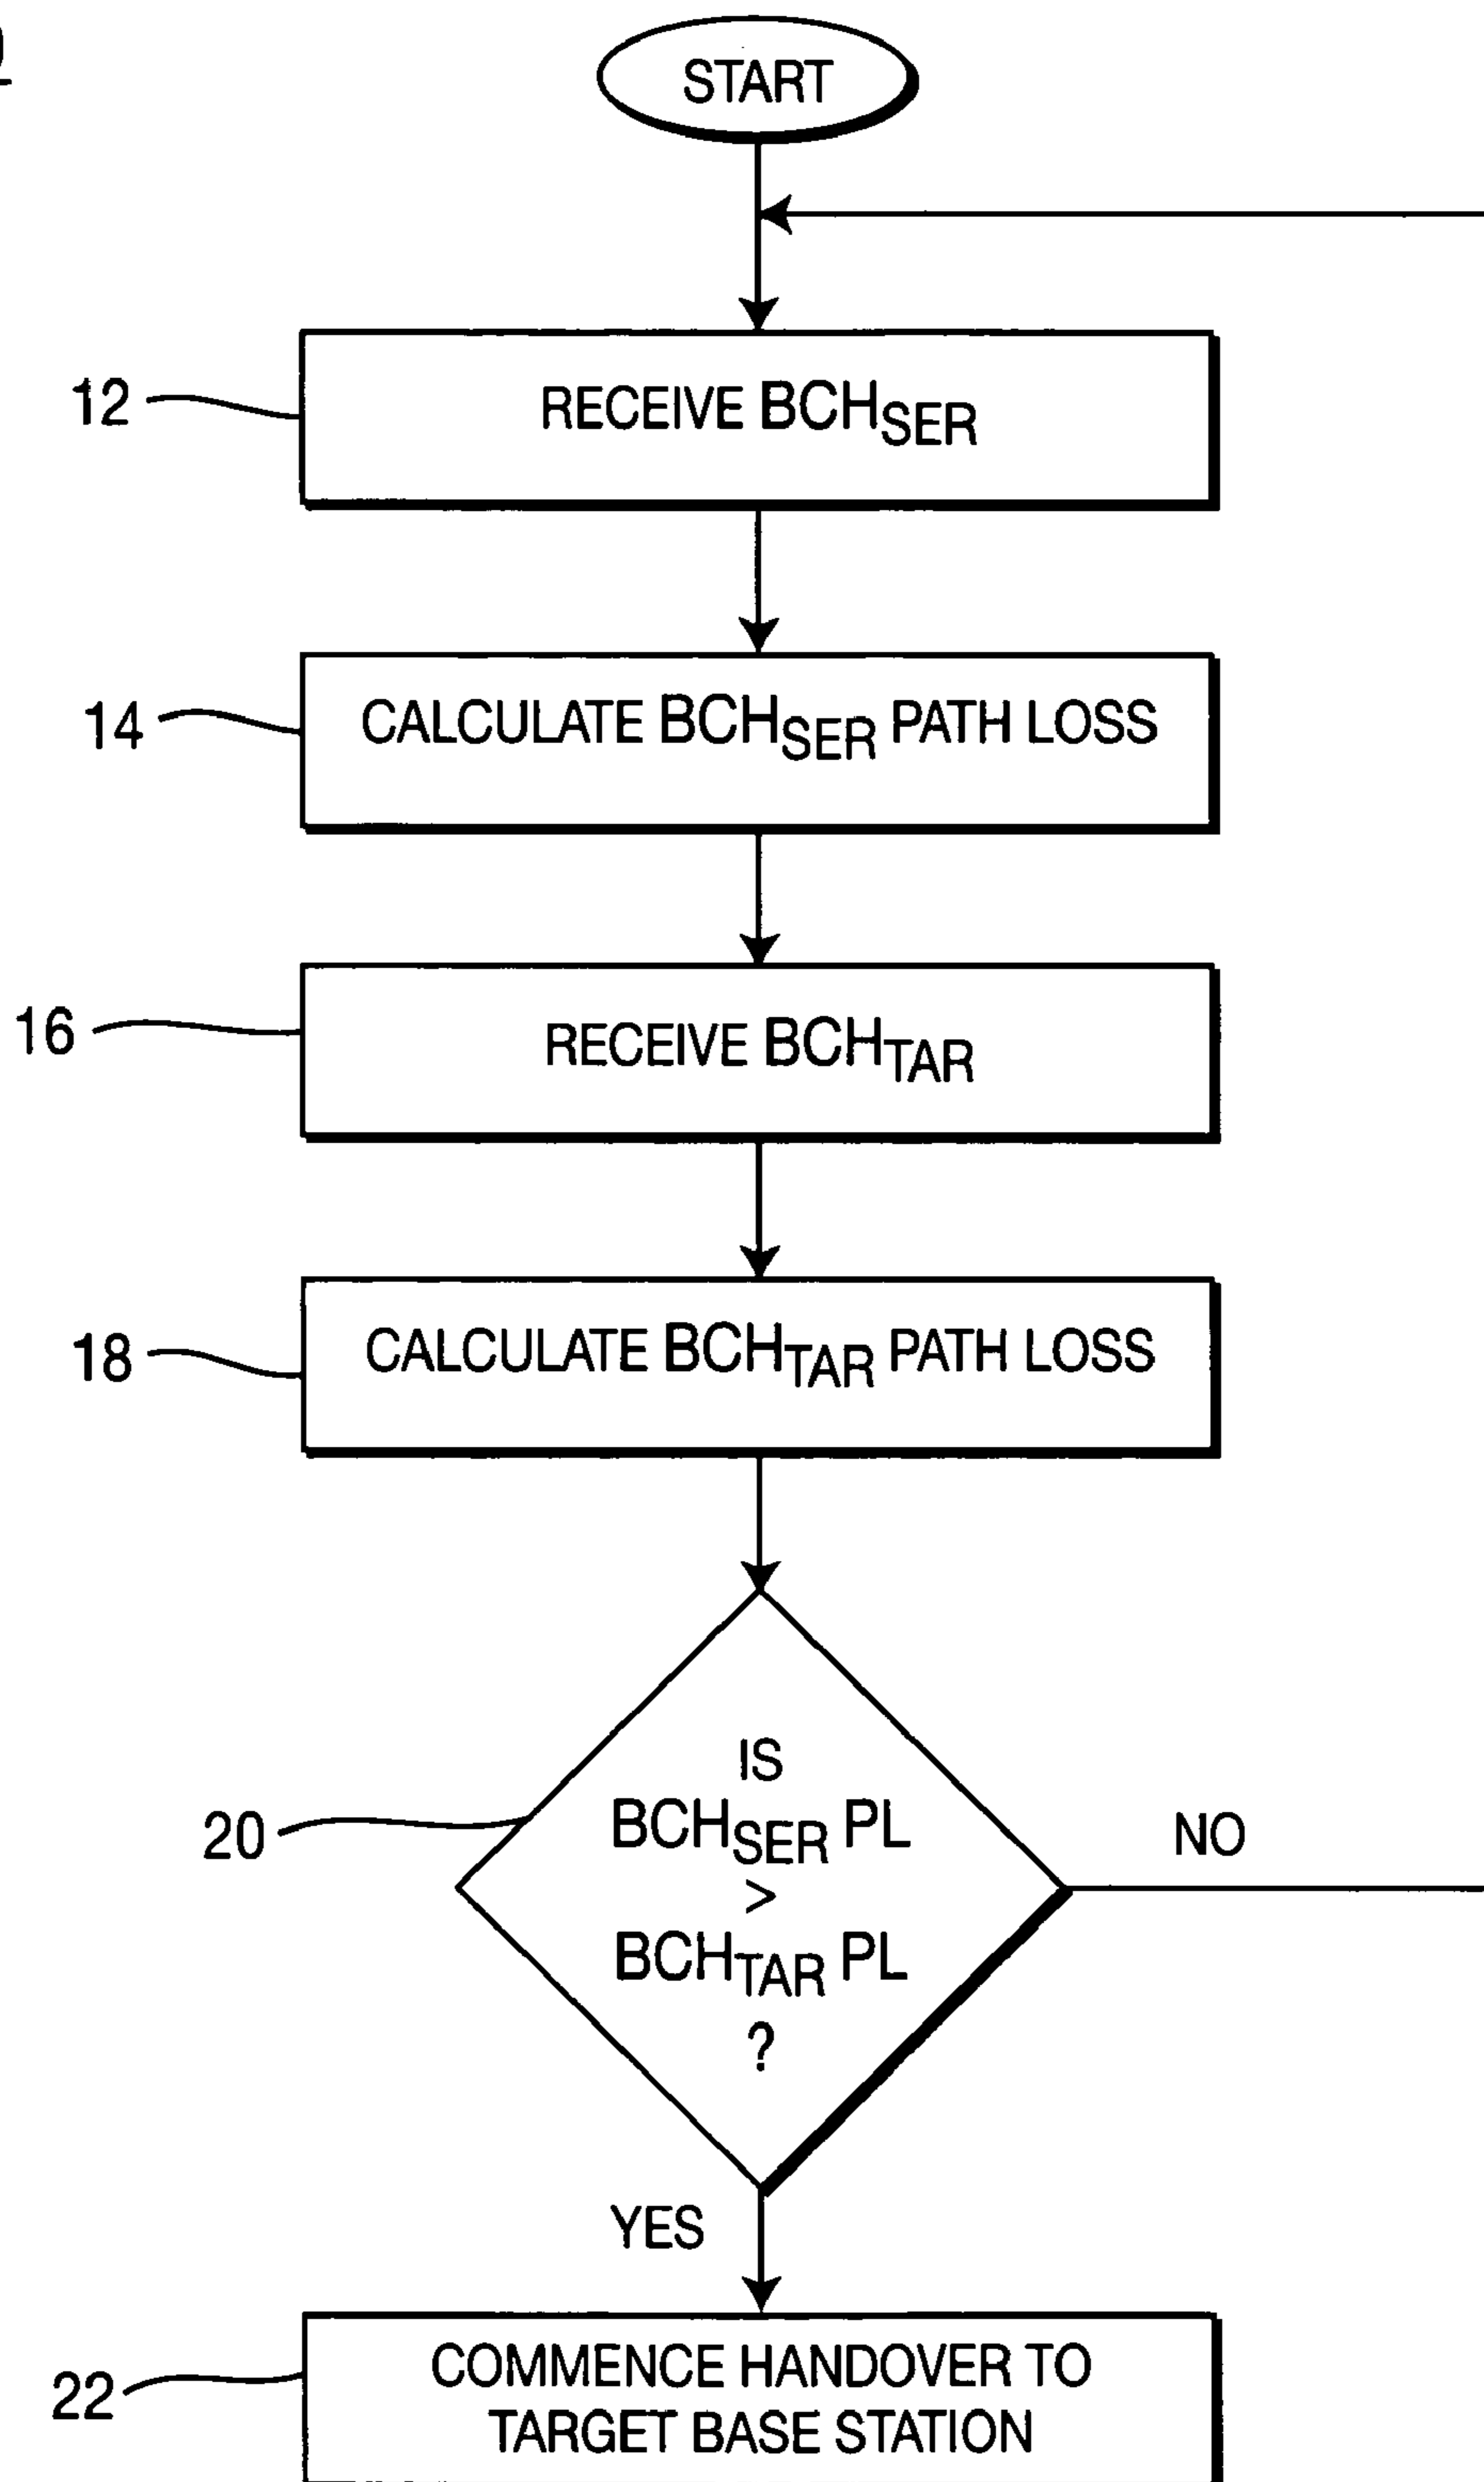 START
12
RECEIVE BCHSER
14
CALCULATE BCHSER PATH LOSS
16
RECEIVE BCHTAR
18
CALCULATE BCHTAR PATH LOSS
IS
20
BCHSER PL
NO
>
BCHTAR PL
?
YES
22
COMMENCE HANDOVER TO
TARGET BASE STATION